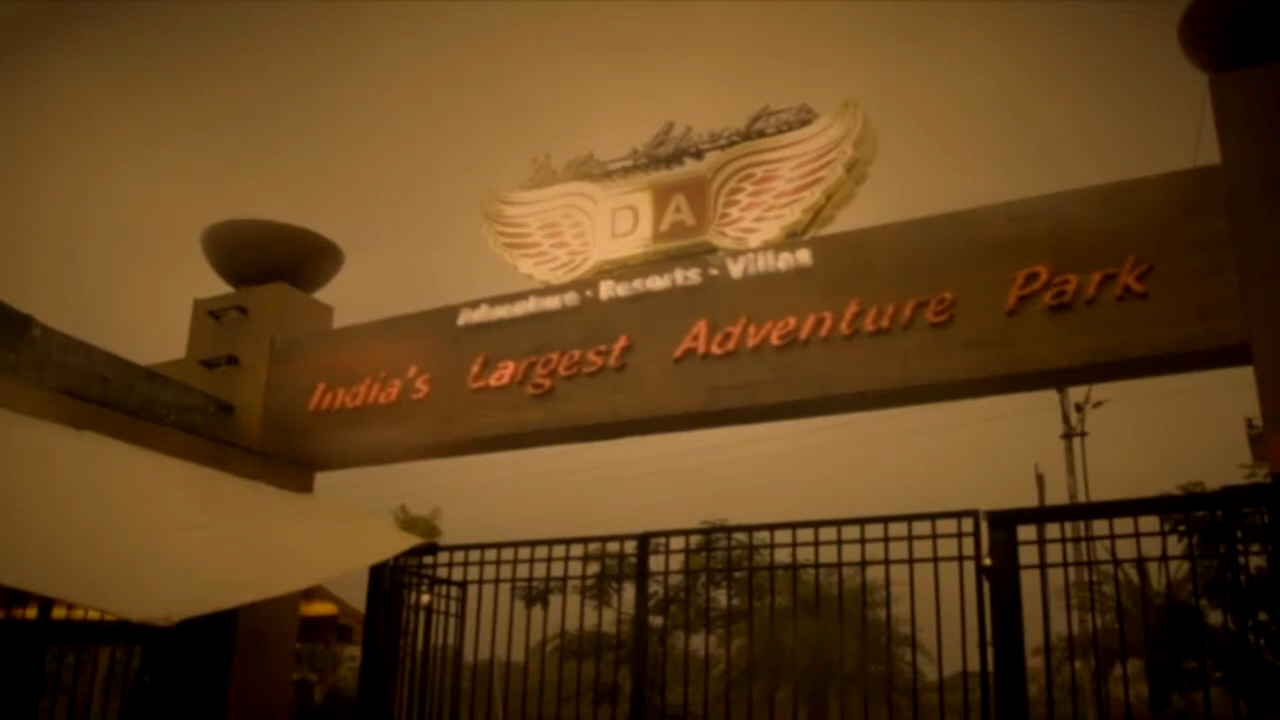 DA
Adventure · Resorts · Villas
India's Largest Adventure Park